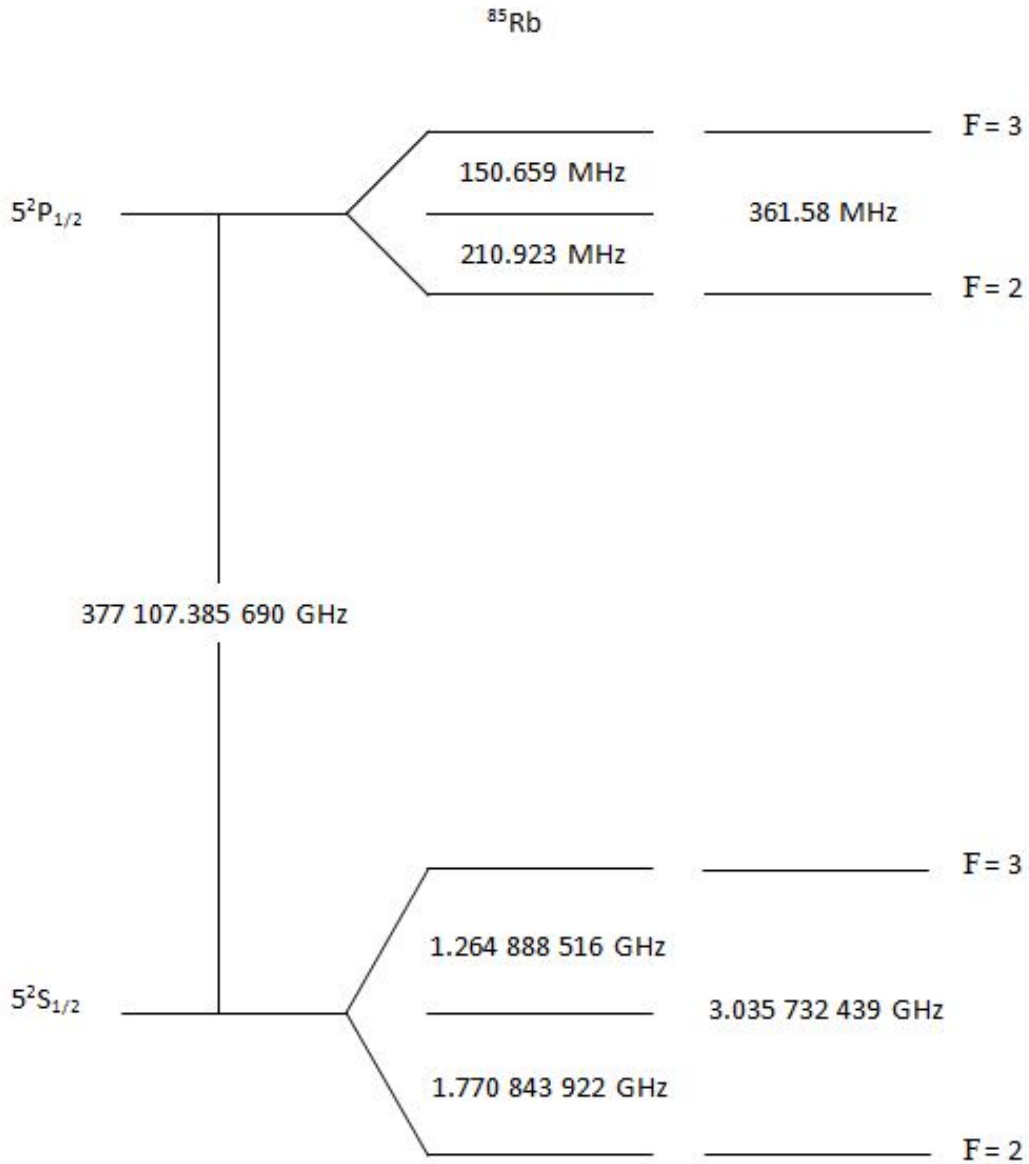 ⁸⁵Rb
F = 3
150.659 MHz
5²P₁/₂
361.58 MHz
210.923 MHz
F = 2
377 107.385 690 GHz
F = 3
1.264 888 516 GHz
5²S₁/₂
3.035 732 439 GHz
1.770 843 922 GHz
F = 2